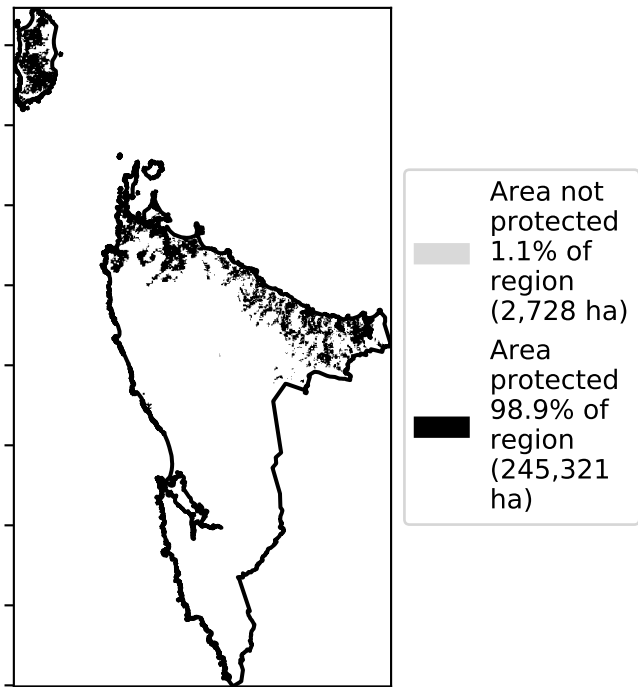 Area not
protected
1.1% of
region
(2,728 ha)
Area
protected
98.9% of
region
(245,321
ha)